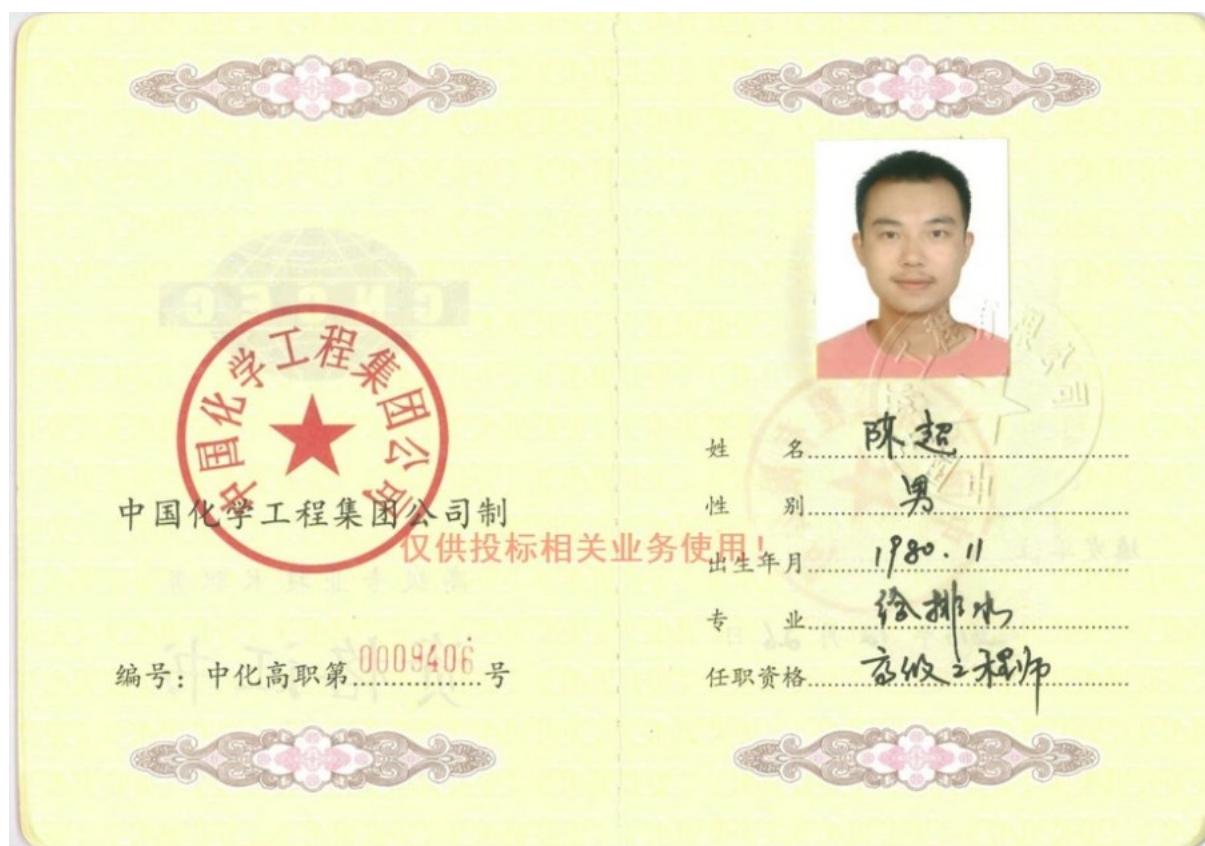 中国化学工程集团公司
中国化学工程集团公司制
编号：中化高职第0009406号
仅供投标相关业务使用！
姓 名 陈超
性 别 男
出生年月 1980.11
专 业 给排水
任职资格 高级工程师